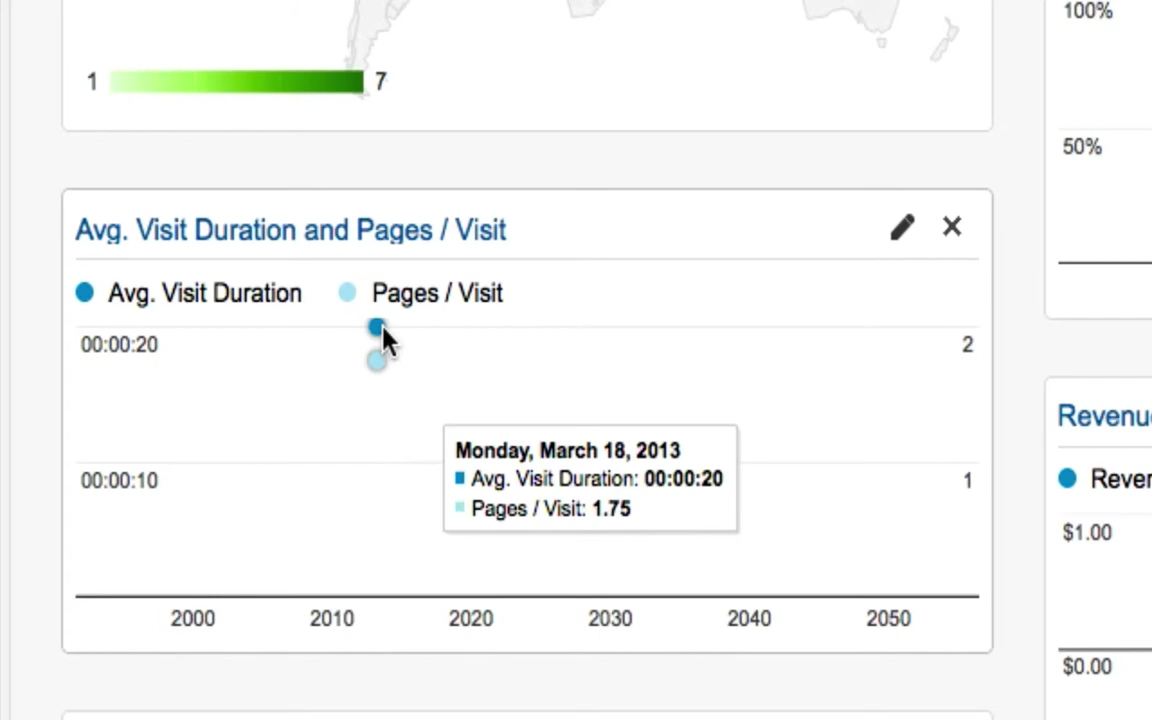 1
7
Avg. Visit Duration and Pages / Visit
Avg. Visit Duration
Pages / Visit
00:00:20
2
00:00:10
1
Monday, March 18, 2013
Avg. Visit Duration: 00:00:20
Pages / Visit: 1.75
2000 2010 2020 2030 2040 2050
100%
50%
$1.00
$0.00